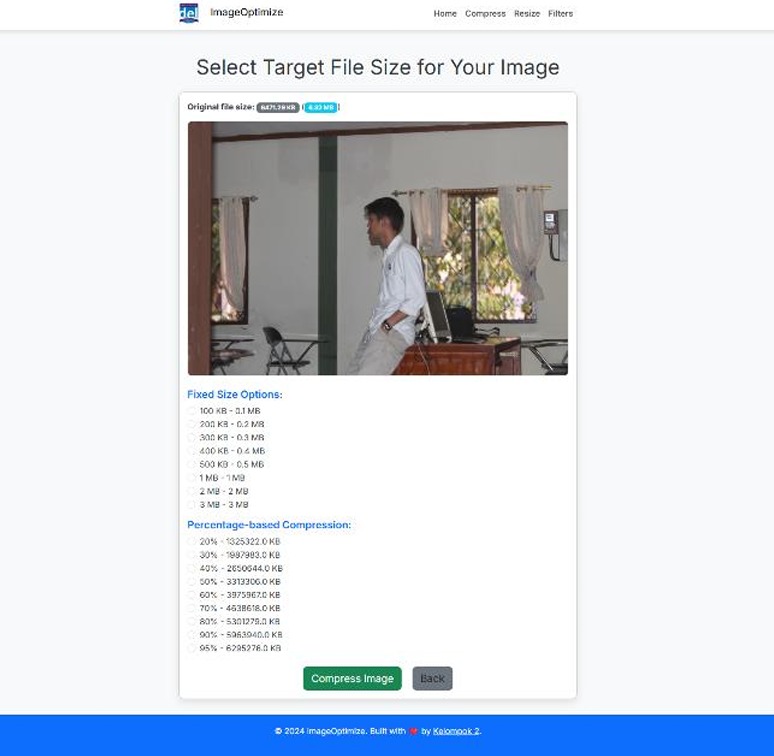 del ImageOptimize Home Compress Resize Filters
Select Target File Size for Your Image
Original file size: 6471.29 KB (6.32 MB)
Fixed Size Options:
100 KB - 0.1 MB
200 KB - 0.2 MB
300 KB - 0.3 MB
400 KB - 0.4 MB
500 KB - 0.5 MB
1 MB - 1 MB
2 MB - 2 MB
3 MB - 3 MB
Percentage-based Compression:
20% - 1325322.0 KB
30% - 1987983.0 KB
40% - 2650644.0 KB
50% - 3313306.0 KB
60% - 3975967.0 KB
70% - 4638618.0 KB
80% - 5301279.0 KB
90% - 5963940.0 KB
95% - 6295276.0 KB
Compress Image Back
© 2024 ImageOptimize. Built with ❤️ by Kelompok 2.